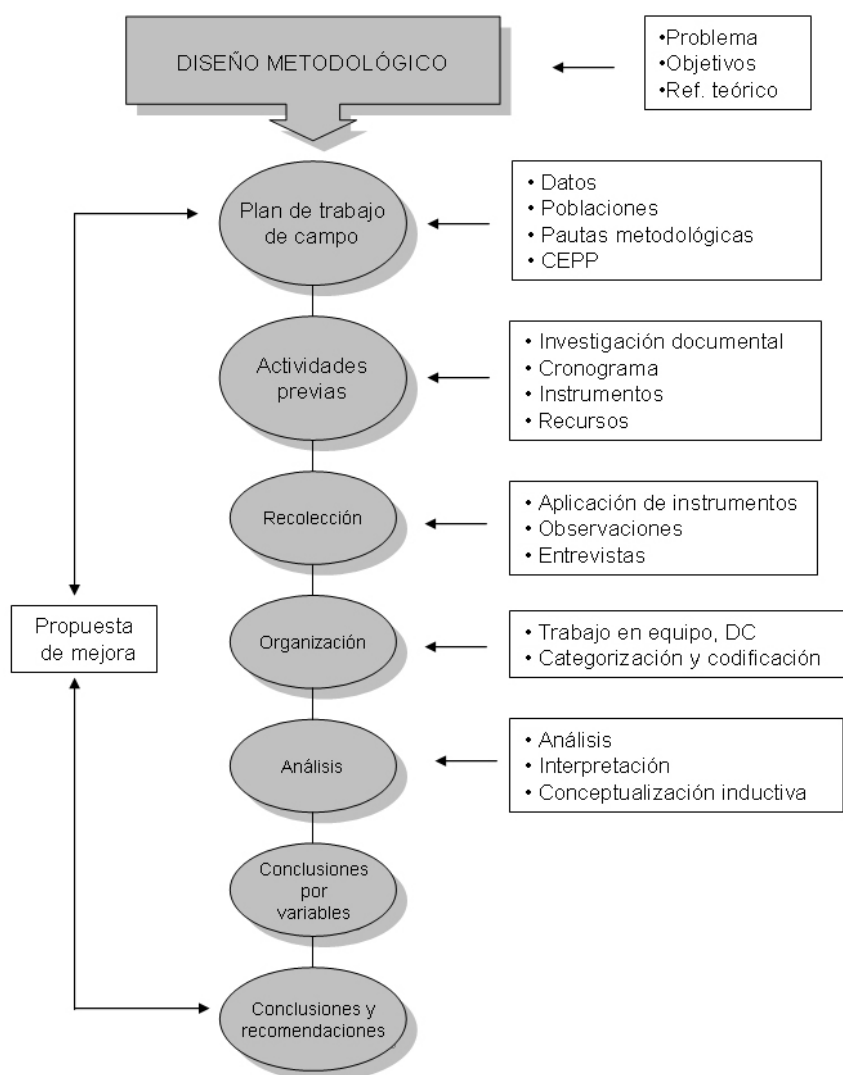 DISEÑO METODOLÓGICO
•Problema
•Objetivos
•Ref. teórico
Plan de trabajo
de campo
• Datos
• Poblaciones
• Pautas metodológicas
• CEPP
Actividades
previas
• Investigación documental
• Cronograma
• Instrumentos
• Recursos
Recolección
• Aplicación de instrumentos
• Observaciones
• Entrevistas
Propuesta
de mejora
Organización
• Trabajo en equipo, DC
• Categorización y codificación
Análisis
• Análisis
• Interpretación
• Conceptualización inductiva
Conclusiones
por
variables
Conclusiones y
recomendaciones